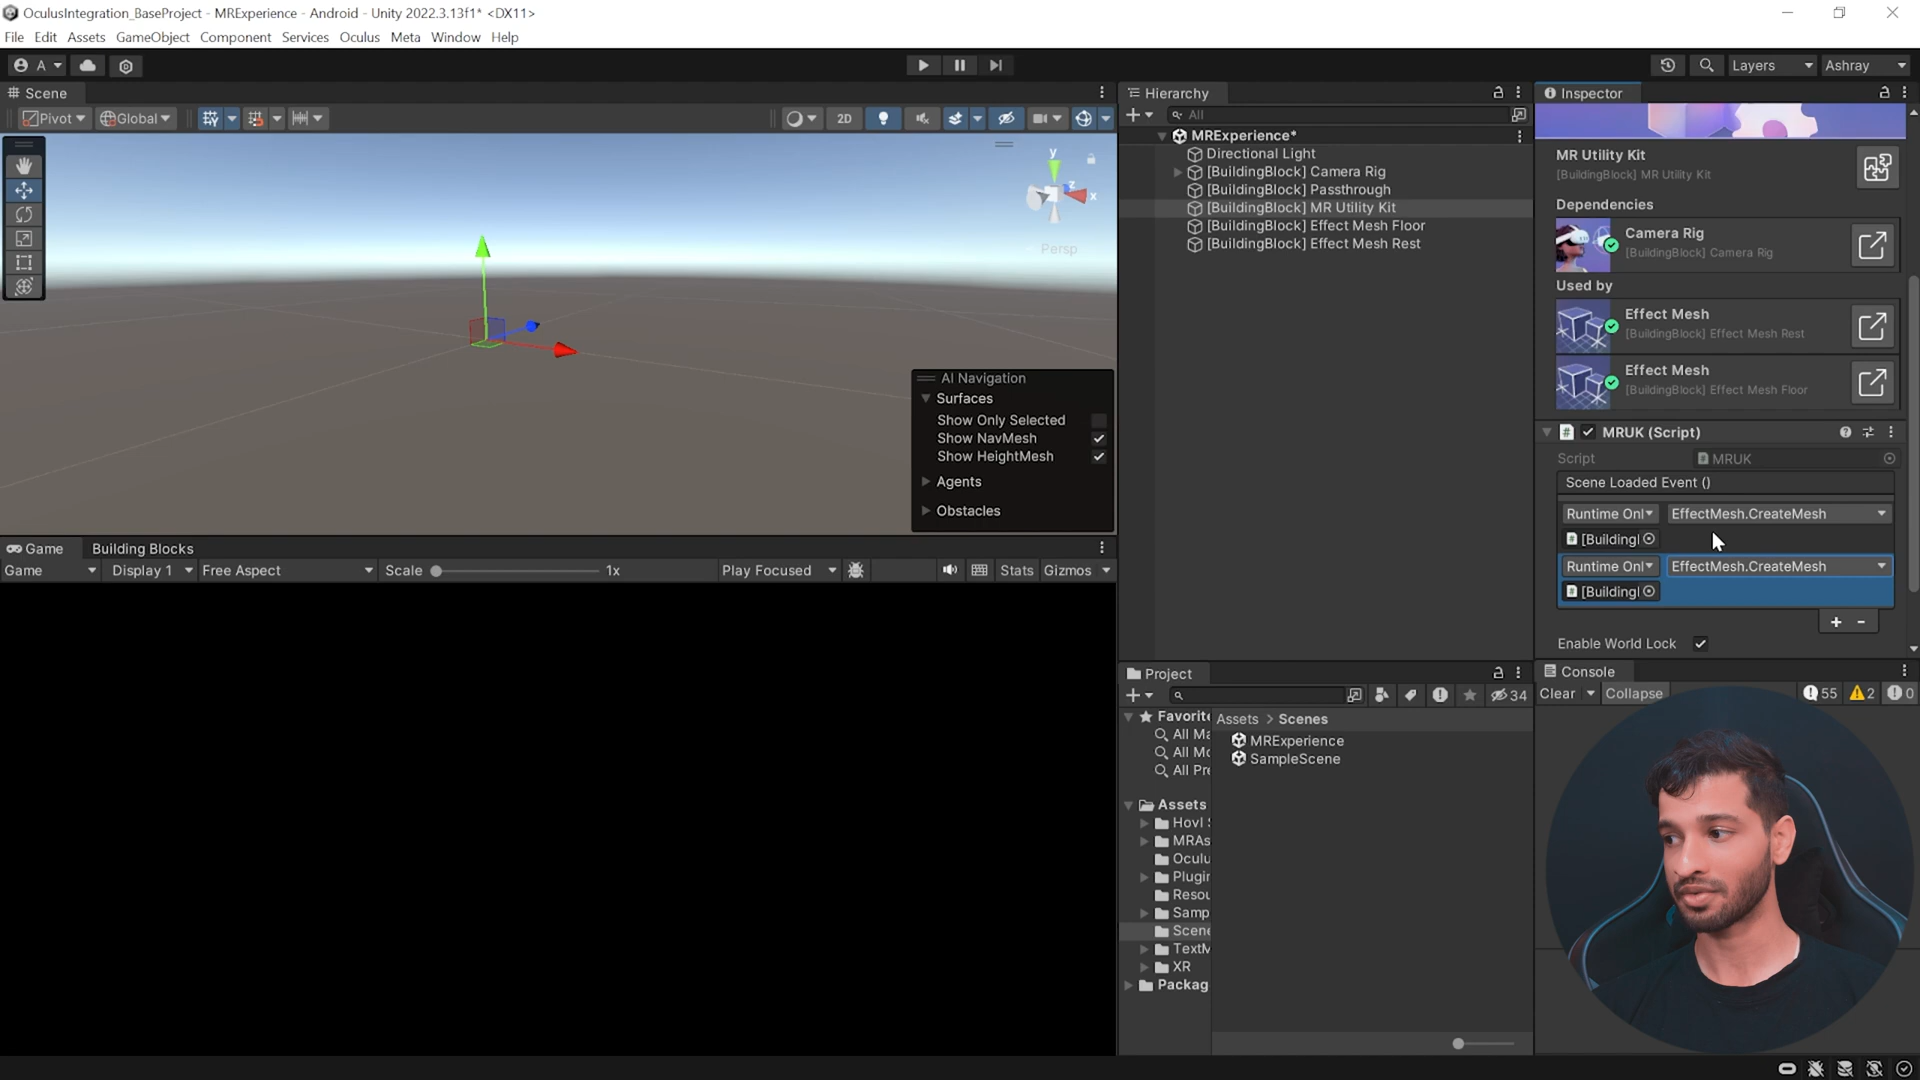 OculusIntegration_BaseProject - MRExperience - Android - Unity 2022.3.13f1* <DX11>
File Edit Assets GameObject Component Services Oculus Meta Window Help
A Layers Ashray
Scene
Pivot Global 2D
y
x
z
Persp
AI Navigation
Surfaces
Show Only Selected
Show NavMesh
Show HeightMesh
Agents
Obstacles
Game Building Blocks
Game Display 1 Free Aspect Scale 1x Play Focused Stats Gizmos
Hierarchy
All
MRExperience*
Directional Light
[BuildingBlock] Camera Rig
[BuildingBlock] Passthrough
[BuildingBlock] MR Utility Kit
[BuildingBlock] Effect Mesh Floor
[BuildingBlock] Effect Mesh Rest
Project
34
Favorite
All Ma
All Mo
All Pre
Assets
Hovl S
MRAs
Oculu
Plugin
Resou
Samp
Scene
TextM
XR
Packag
Assets > Scenes
MRExperience
SampleScene
Inspector
MR Utility Kit
[BuildingBlock] MR Utility Kit
Dependencies
Camera Rig
[BuildingBlock] Camera Rig
Used by
Effect Mesh
[BuildingBlock] Effect Mesh Rest
Effect Mesh
[BuildingBlock] Effect Mesh Floor
MRUK (Script)
Script MRUK
Scene Loaded Event ()
Runtime Onl EffectMesh.CreateMesh
[Buildingl
Runtime Onl EffectMesh.CreateMesh
[Buildingl
Enable World Lock
Console
Clear Collapse 55 2 0